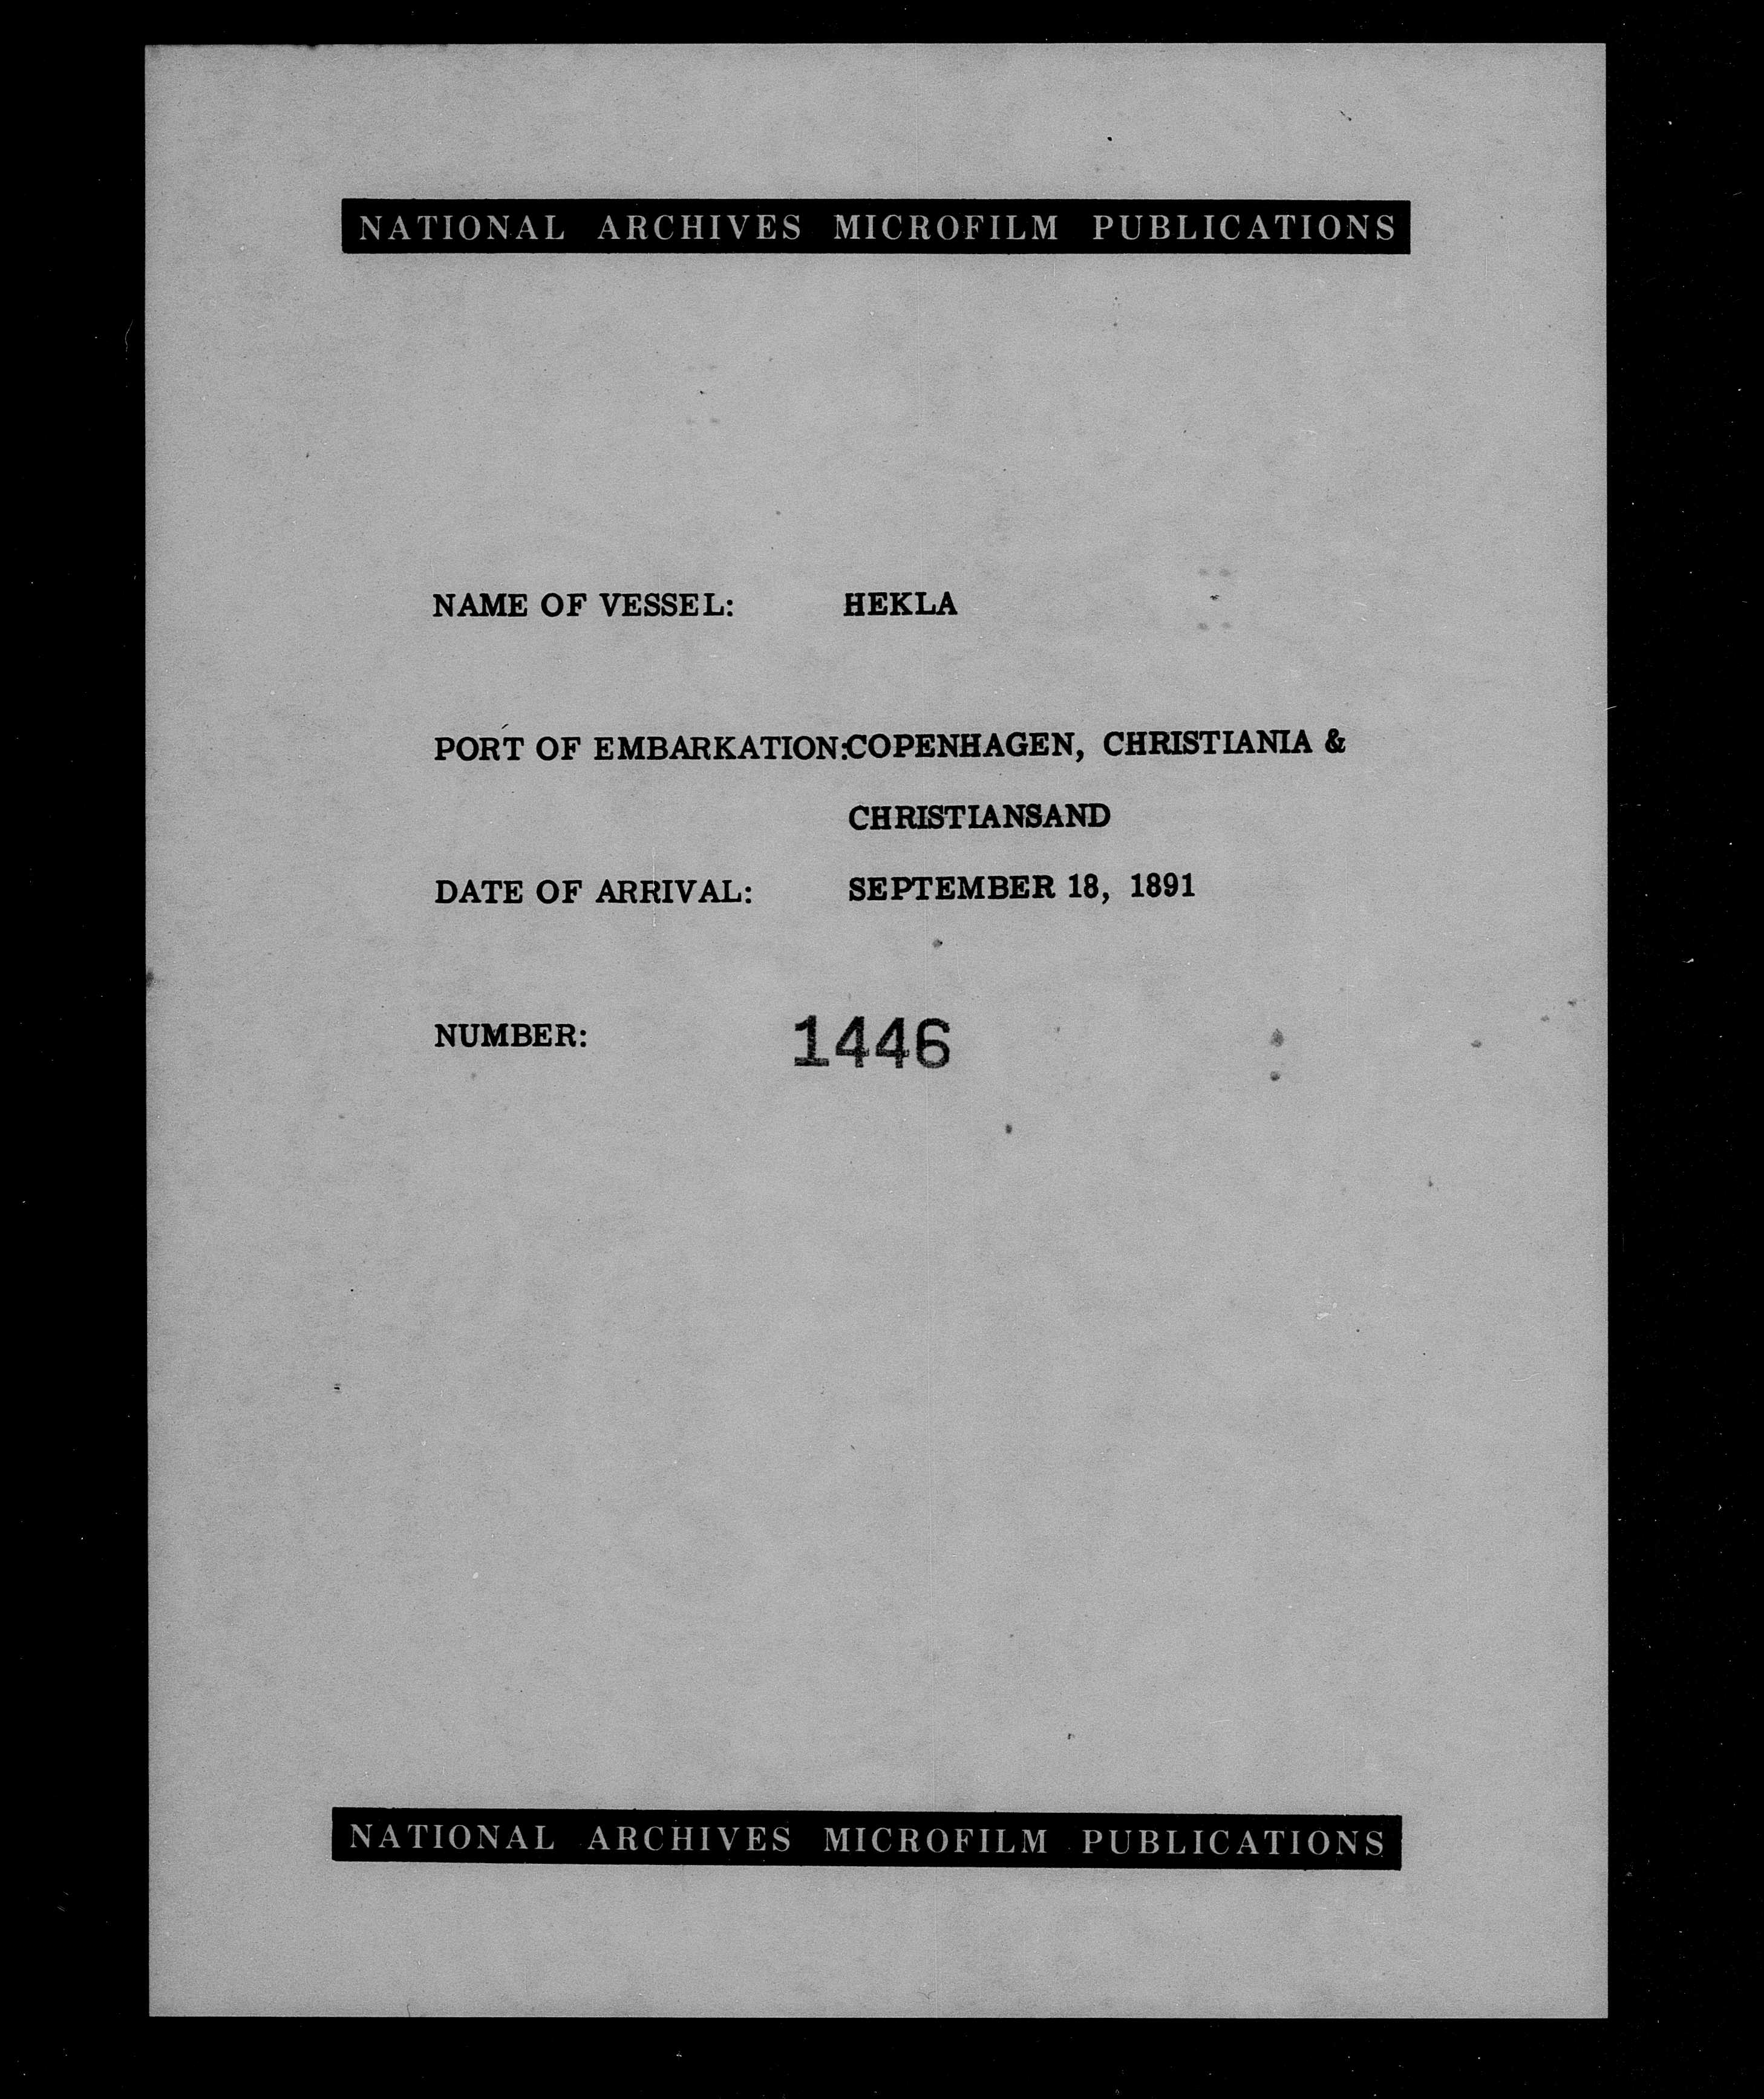 NATIONAL ARCHIVES MICROFILM PUBLICATIONS
NAME OF VESSEL: HEKLA
PORT OF EMBARKATION: COPENHAGEN, CHRISTIANIA &
CHRISTIANSAND
DATE OF ARRIVAL: SEPTEMBER 18, 1891
NUMBER: 1446
NATIONAL ARCHIVES MICROFILM PUBLICATIONS